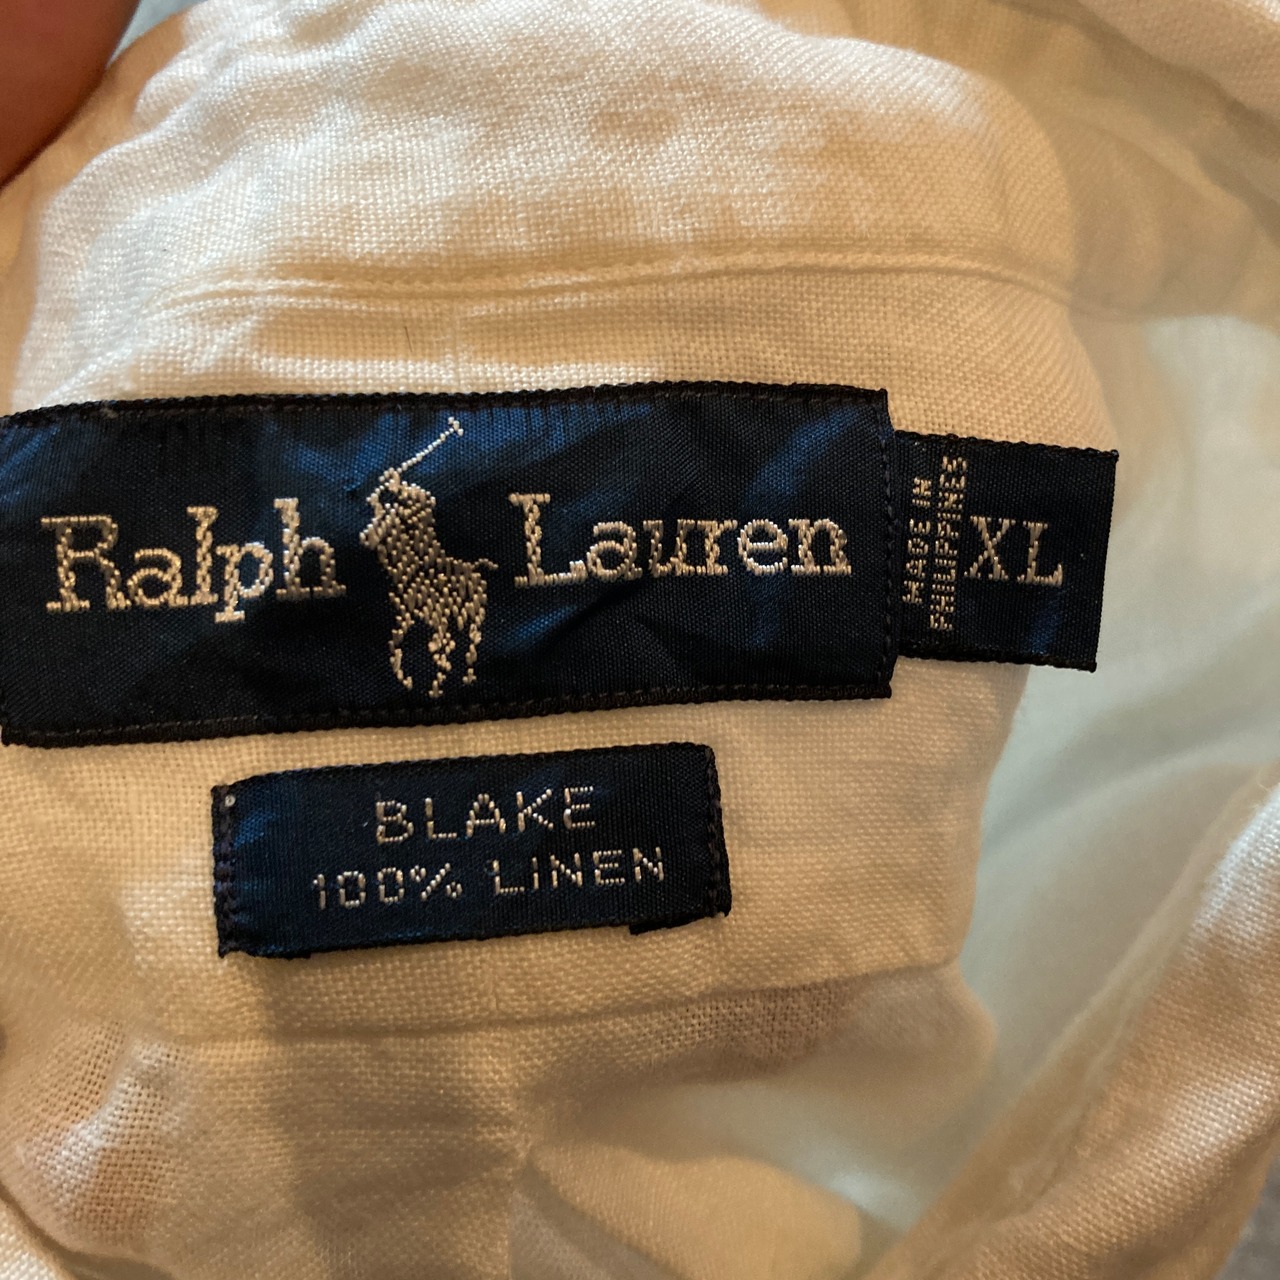 Ralph Lauren
MADE IN
PHILIPPINES
XL
BLAKE
100% LINEN